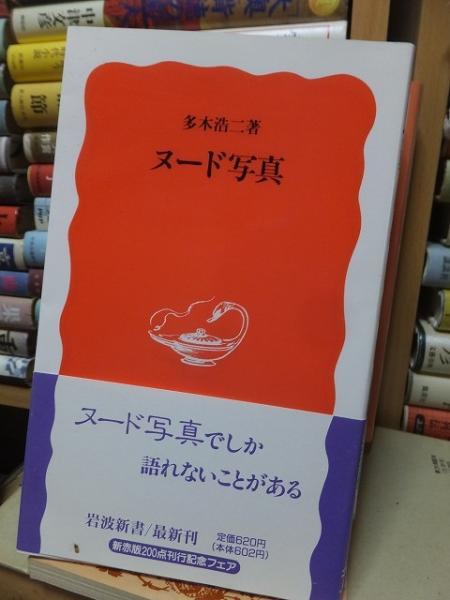 多木浩二著
ヌード写真
ヌード写真でしか
語れないことがある
岩波新書/最新刊
定価620円
(本体602円)
新赤版200点刊行記念フェア